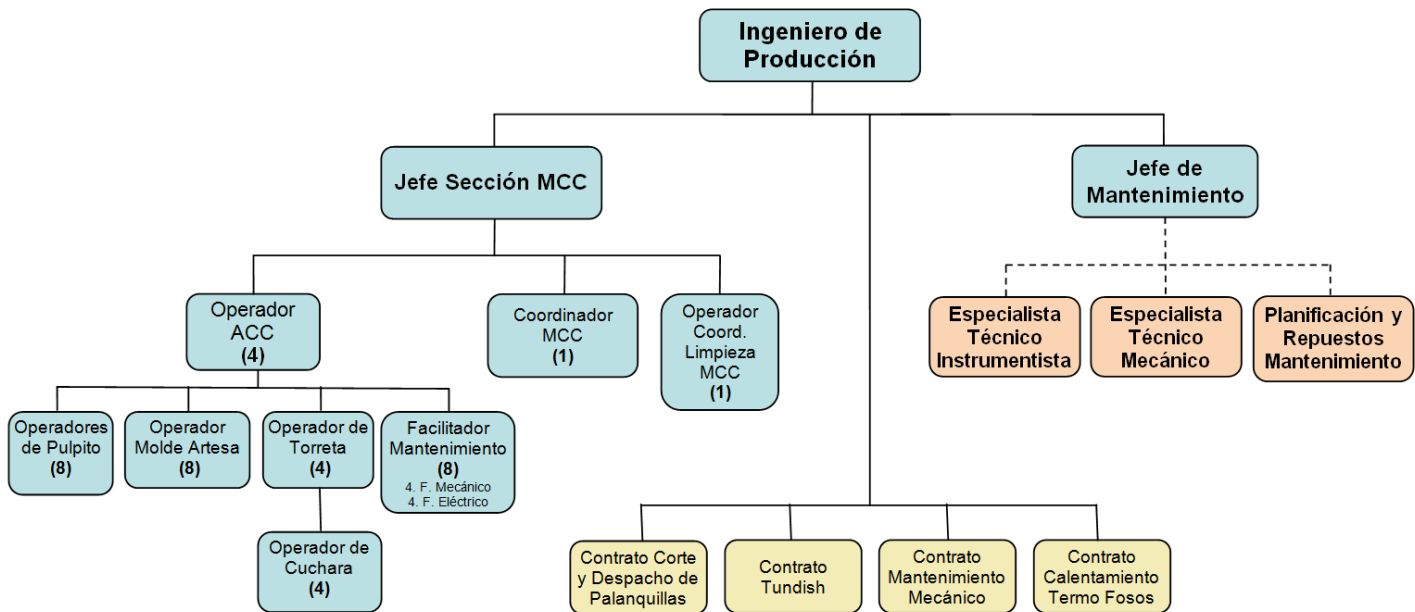 Ingeniero de
Producción
Jefe Sección MCC
Jefe de
Mantenimiento
Operador
ACC
(4)
Coordinador
MCC
(1)
Operador
Coord.
Limpieza
MCC
(1)
Especialista
Técnico
Instrumentista
Especialista
Técnico
Mecánico
Planificación y
Repuestos
Mantenimiento
Operadores
de Pulpito
(8)
Operador
Molde Artesa
(8)
Operador de
Torreta
(4)
Facilitador
Mantenimiento
(8)
4. F. Mecánico
4. F. Eléctrico
Operador de
Cuchara
(4)
Contrato Corte
y Despacho de
Palanquillas
Contrato
Tundish
Contrato
Mantenimiento
Mecánico
Contrato
Calentamiento
Termo Fosos